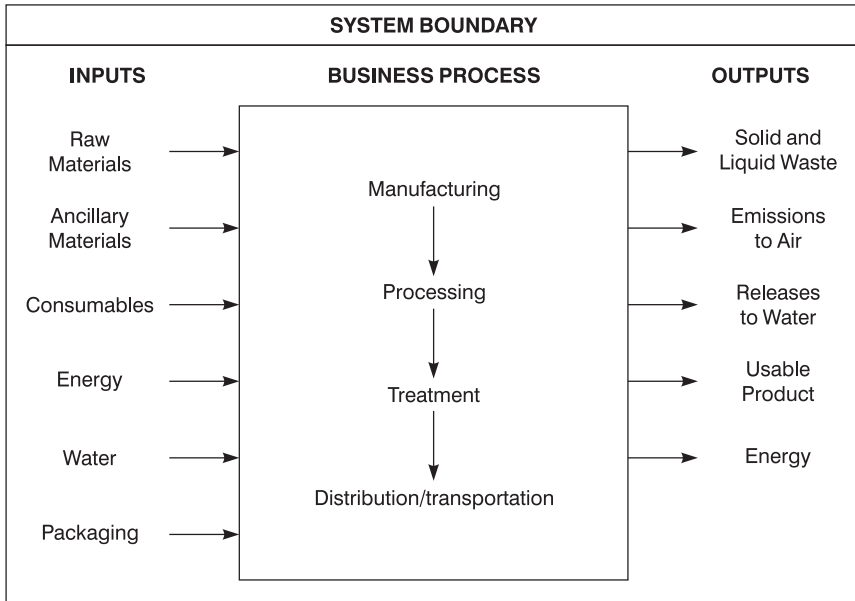 SYSTEM BOUNDARY
INPUTS
BUSINESS PROCESS
OUTPUTS
Raw
Materials
Ancillary
Materials
Consumables
Energy
Water
Packaging
Manufacturing
Processing
Treatment
Distribution/transportation
Solid and
Liquid Waste
Emissions
to Air
Releases
to Water
Usable
Product
Energy